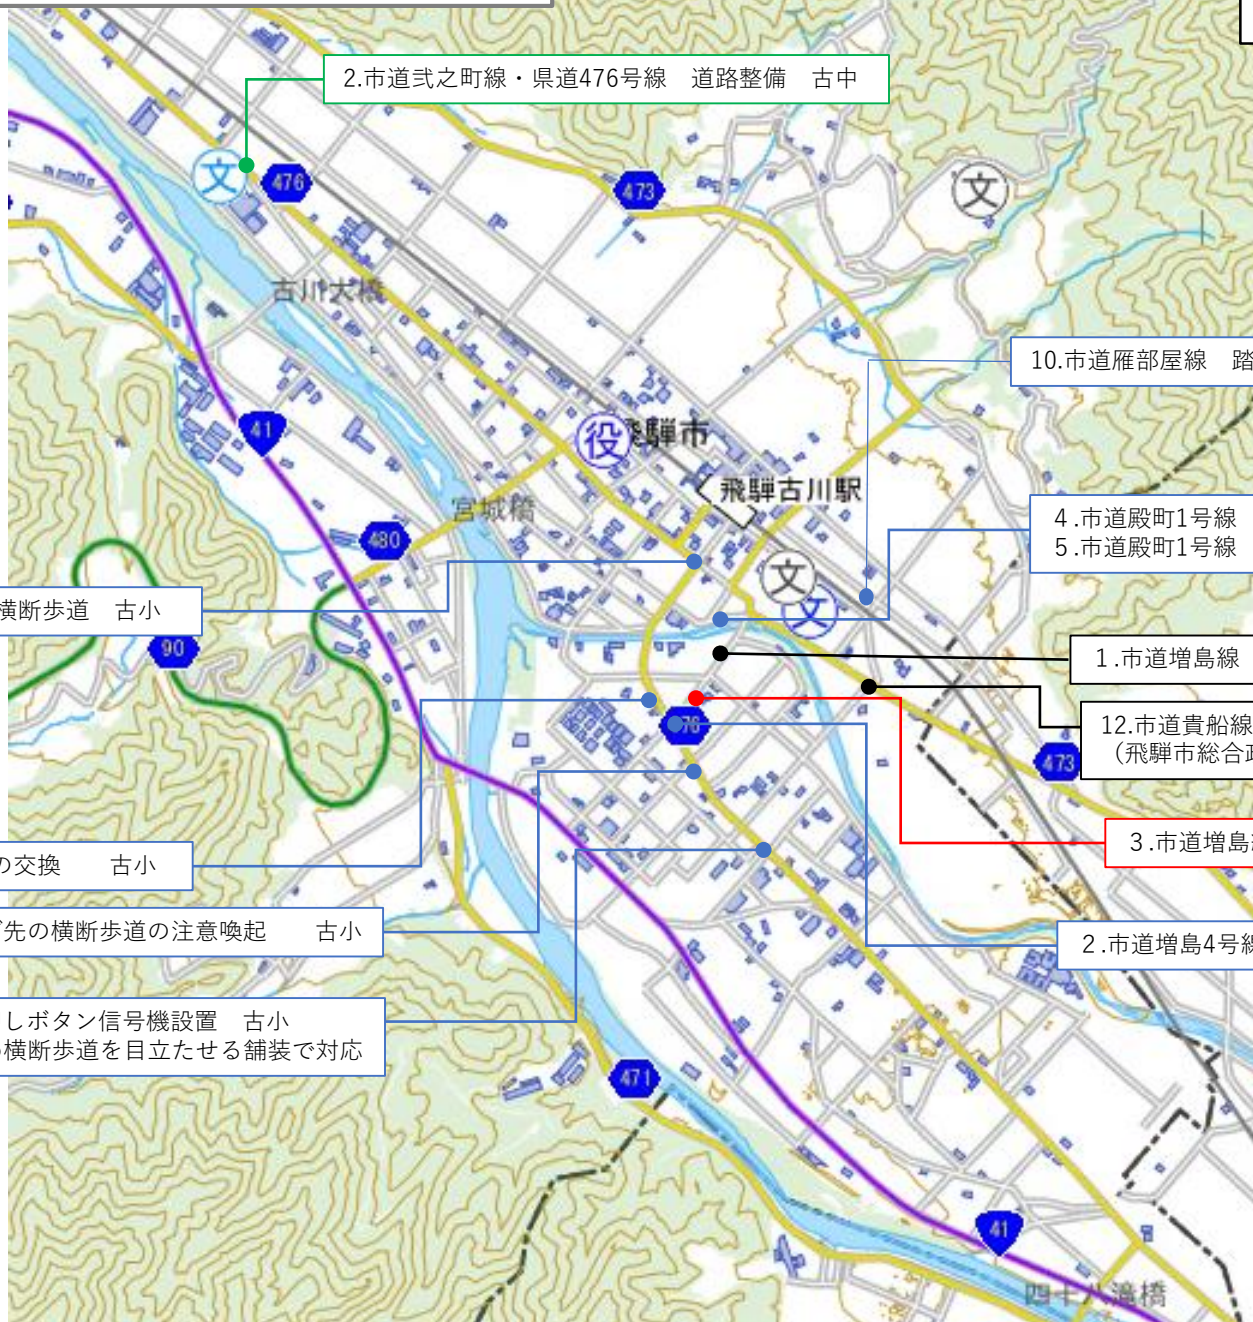 2.市道弐之町線・県道476号線　道路整備　古中
文
476
473
文
古川大橋
10.市道雁部屋線　踏
41
役
飛騨市
飛騨古川駅
宮城橋
480
4.市道殿町1号線
5.市道殿町1号線
文
文
横断歩道　古小
90
1.市道増島線
12.市道貴船線
（飛騨市総合政
473
3.市道増島線
の交換　　古小
先の横断歩道の注意喚起　　古小
2.市道増島4号線
しボタン信号機設置　古小
横断歩道を目立たせる舗装で対応
471
41
四十八滝橋